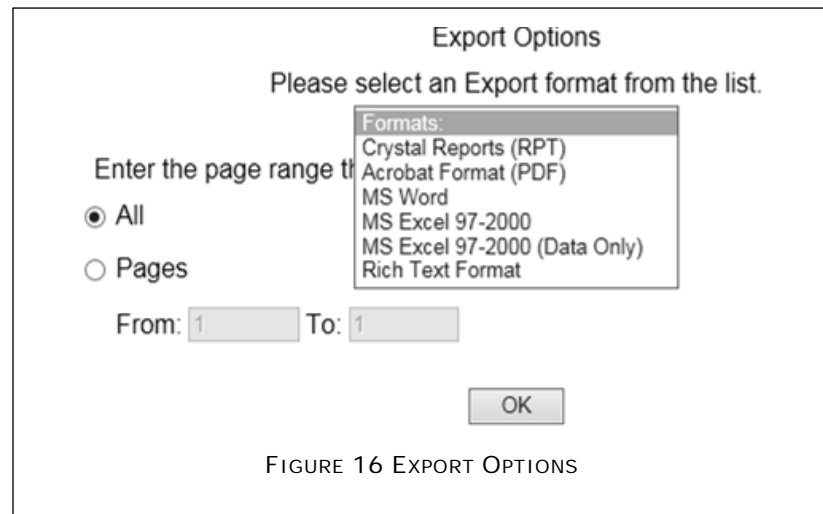 Export Options
Please select an Export format from the list.
Formats:
Crystal Reports (RPT)
Enter the page range
Acrobat Format (PDF)
MS Word
All
MS Excel 97-2000
MS Excel 97-2000 (Data Only)
Pages
Rich Text Format
From: 1 To: 1
OK
FIGURE 16 EXPORT OPTIONS